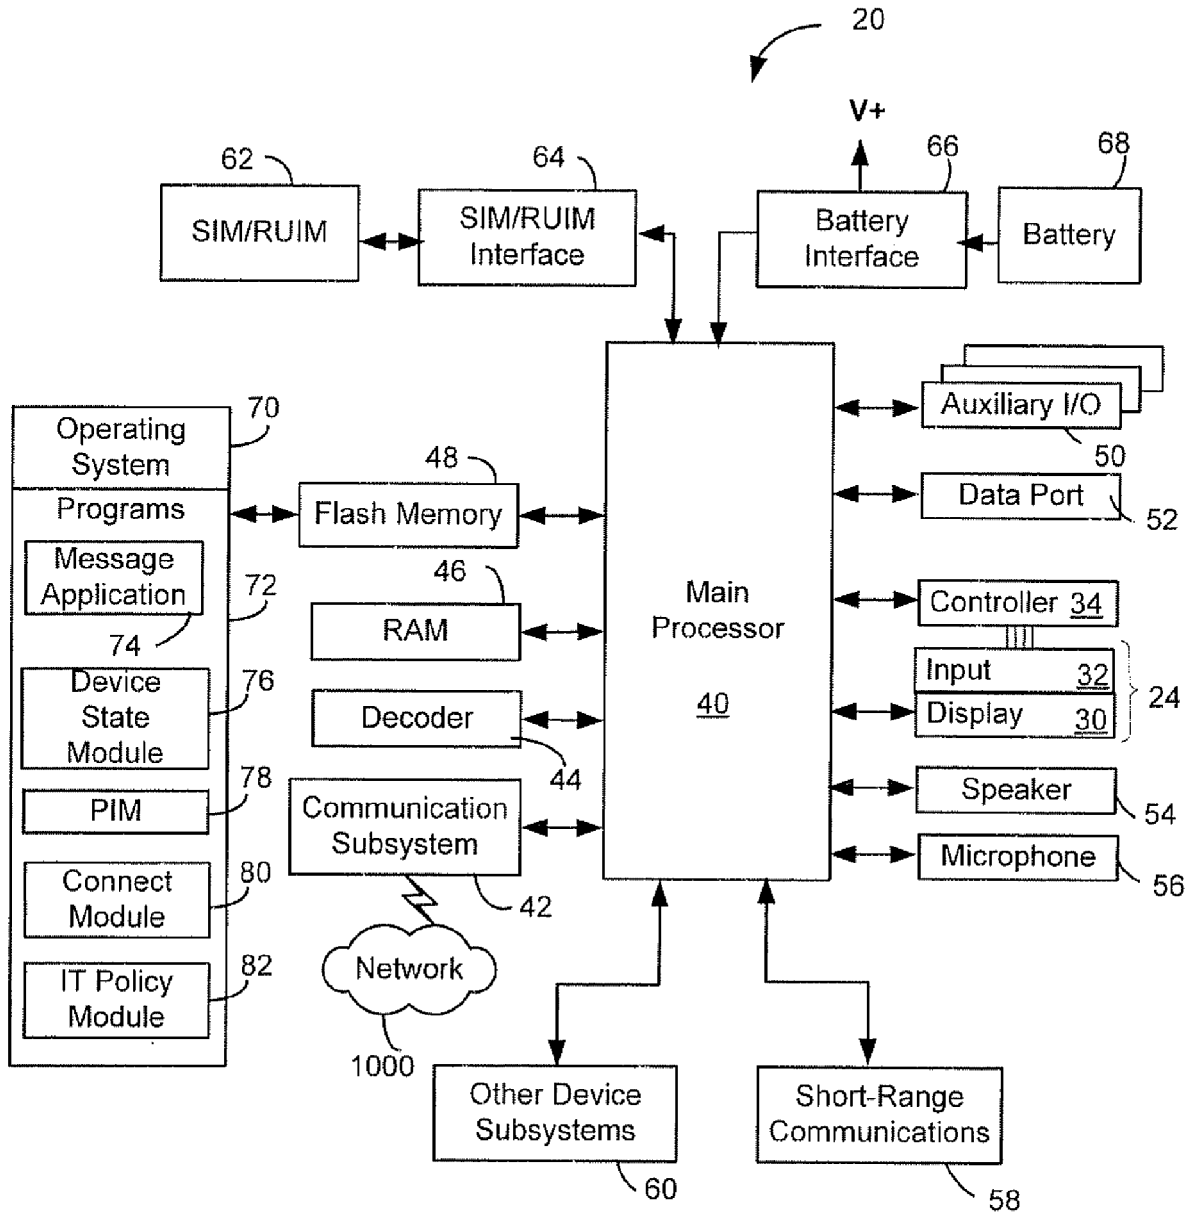 20
V+
62
64
66
68
SIM/RUIM
SIM/RUIM
Interface
Battery
Interface
Battery
Auxiliary I/O
50
70
Operating
System
Programs
48
Flash Memory
Data Port
52
Message
Application
74
72
46
RAM
Main
Processor
40
Controller 34
Input 32
Display 30
24
Device
State
Module
76
Decoder
44
PIM
78
Communication
Subsystem
42
Speaker
54
Microphone
56
Connect
Module
80
Network
1000
IT Policy
Module
82
Other Device
Subsystems
60
Short-Range
Communications
58